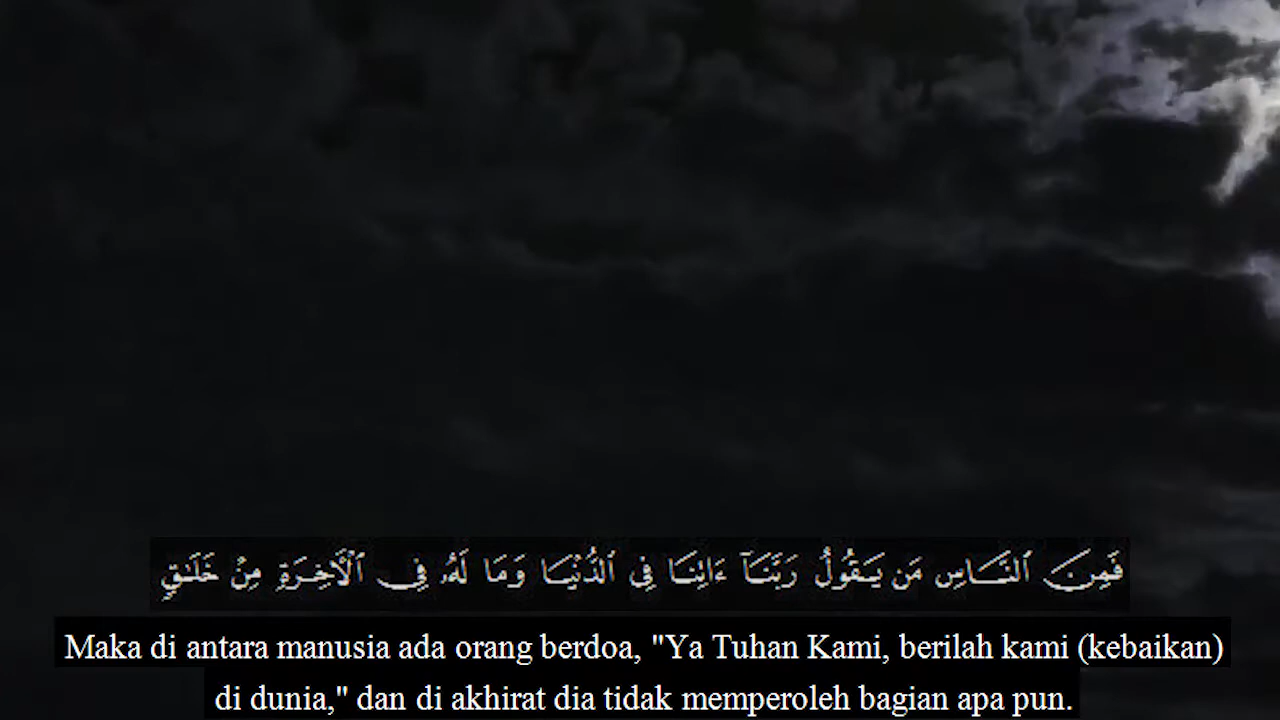 فَمِنَ ٱلنَّاسِ مَن يَقُولُ رَبَّنَآ ءَاتِنَا فِى ٱلدُّنْيَا وَمَا لَهُۥ فِى ٱلْـَٔاخِرَةِ مِنْ خَلَـٰقٍ
Maka di antara manusia ada orang berdoa, "Ya Tuhan Kami, berilah kami (kebaikan)
di dunia," dan di akhirat dia tidak memperoleh bagian apa pun.